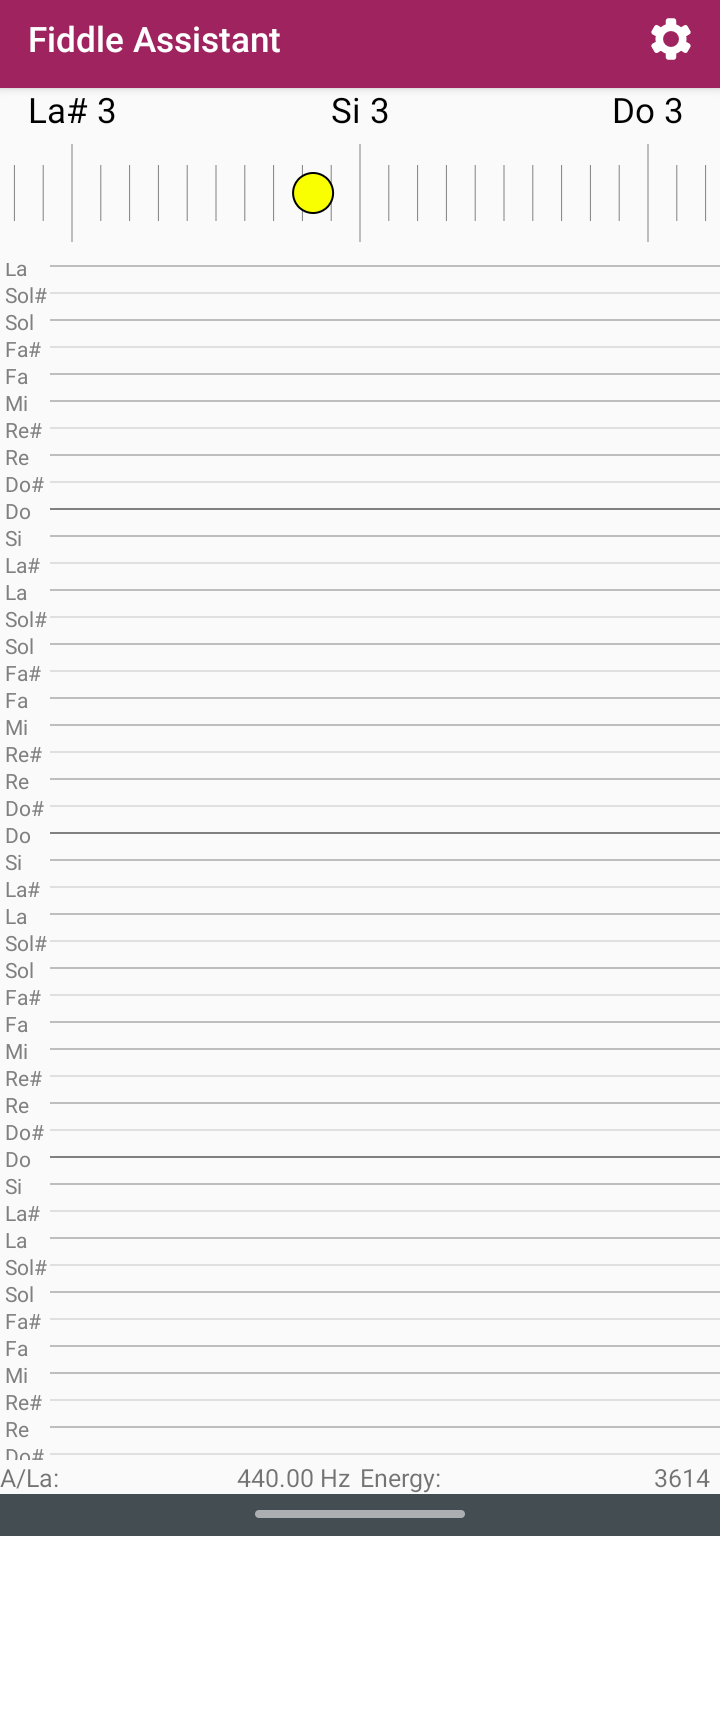 Fiddle Assistant
La# 3 Si 3 Do 3
La
Sol#
Sol
Fa#
Fa
Mi
Re#
Re
Do#
Do
Si
La#
La
Sol#
Sol
Fa#
Fa
Mi
Re#
Re
Do#
Do
Si
La#
La
Sol#
Sol
Fa#
Fa
Mi
Re#
Re
Do#
Do
Si
La#
La
Sol#
Sol
Fa#
Fa
Mi
Re#
Re
Do#
A/La: 440.00 Hz Energy: 3614